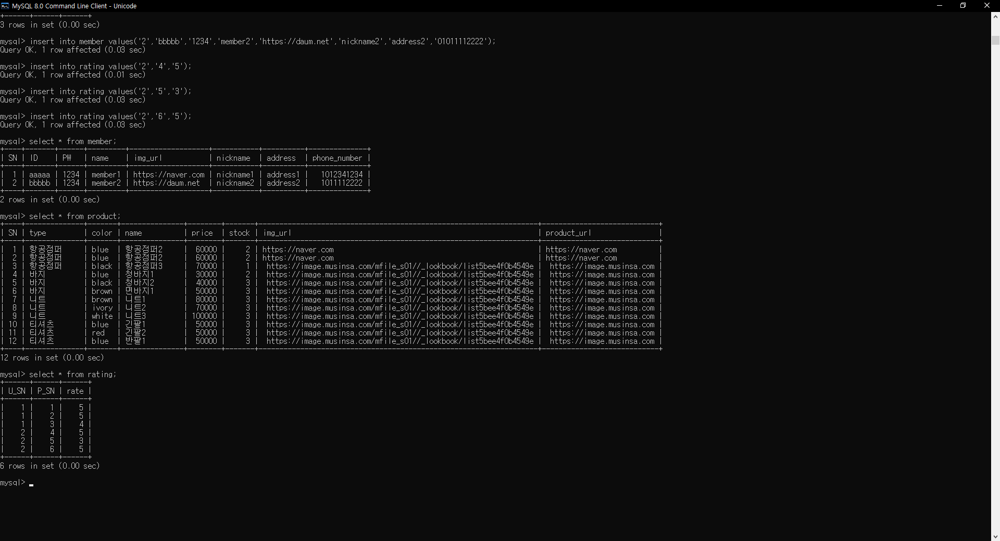 MySQL 8.0 Command Line Client - Unicode
+------+------+------+
3 rows in set (0.00 sec)
mysql> insert into member values('2','bbbbb','1234','member2','https://daum.net','nickname2','address2','01011112222');
Query OK, 1 row affected (0.03 sec)
mysql> insert into rating values('2','4','5');
Query OK, 1 row affected (0.01 sec)
mysql> insert into rating values('2','5','3');
Query OK, 1 row affected (0.03 sec)
mysql> insert into rating values('2','6','5');
Query OK, 1 row affected (0.03 sec)
mysql> select * from member;
+----+-------+------+---------+-------------------+-----------+----------+--------------+
| SN | ID    | PW   | name    | img_url           | nickname  | address  | phone_number |
+----+-------+------+---------+-------------------+-----------+----------+--------------+
|  1 | aaaaa | 1234 | member1 | https://naver.com | nickname1 | address1 |   1012341234 |
|  2 | bbbbb | 1234 | member2 | https://daum.net  | nickname2 | address2 |   1011112222 |
+----+-------+------+---------+-------------------+-----------+----------+--------------+
2 rows in set (0.00 sec)
mysql> select * from product;
+----+--------------+-------+---------------+--------+-------+-------------------------------------------------------------------+----------------------------+
| SN | type         | color | name          | price  | stock | img_url                                                           | product_url                |
+----+--------------+-------+---------------+--------+-------+-------------------------------------------------------------------+----------------------------+
|  1 | 항공점퍼     | blue  | 항공점퍼2     |  60000 |     2 | https://naver.com                                                 | https://naver.com          |
|  2 | 항공점퍼     | blue  | 항공점퍼2     |  60000 |     2 | https://naver.com                                                 | https://naver.com          |
|  3 | 항공점퍼     | black | 항공점퍼3     |  70000 |     1 |  https://image.musinsa.com/mfile_s01//_lookbook/list5bee4f0b4549e |  https://image.musinsa.com |
|  4 | 바지         | blue  | 청바지1       |  30000 |     2 |  https://image.musinsa.com/mfile_s01//_lookbook/list5bee4f0b4549e |  https://image.musinsa.com |
|  5 | 바지         | black | 청바지2       |  40000 |     3 |  https://image.musinsa.com/mfile_s01//_lookbook/list5bee4f0b4549e |  https://image.musinsa.com |
|  6 | 바지         | brown | 면바지1       |  50000 |     3 |  https://image.musinsa.com/mfile_s01//_lookbook/list5bee4f0b4549e |  https://image.musinsa.com |
|  7 | 니트         | brown | 니트1         |  80000 |     3 |  https://image.musinsa.com/mfile_s01//_lookbook/list5bee4f0b4549e |  https://image.musinsa.com |
|  8 | 니트         | ivory | 니트2         |  70000 |     3 |  https://image.musinsa.com/mfile_s01//_lookbook/list5bee4f0b4549e |  https://image.musinsa.com |
|  9 | 니트         | white | 니트3         | 100000 |     3 |  https://image.musinsa.com/mfile_s01//_lookbook/list5bee4f0b4549e |  https://image.musinsa.com |
| 10 | 티셔츠       | blue  | 긴팔1         |  50000 |     3 |  https://image.musinsa.com/mfile_s01//_lookbook/list5bee4f0b4549e |  https://image.musinsa.com |
| 11 | 티셔츠       | red   | 긴팔2         |  50000 |     3 |  https://image.musinsa.com/mfile_s01//_lookbook/list5bee4f0b4549e |  https://image.musinsa.com |
| 12 | 티셔츠       | blue  | 반팔1         |  50000 |     3 |  https://image.musinsa.com/mfile_s01//_lookbook/list5bee4f0b4549e |  https://image.musinsa.com |
+----+--------------+-------+---------------+--------+-------+-------------------------------------------------------------------+----------------------------+
12 rows in set (0.00 sec)
mysql> select * from rating;
+------+------+------+
| U_SN | P_SN | rate |
+------+------+------+
|    1 |    1 |    5 |
|    1 |    2 |    5 |
|    1 |    3 |    4 |
|    2 |    4 |    5 |
|    2 |    5 |    3 |
|    2 |    6 |    5 |
+------+------+------+
6 rows in set (0.00 sec)
mysql>